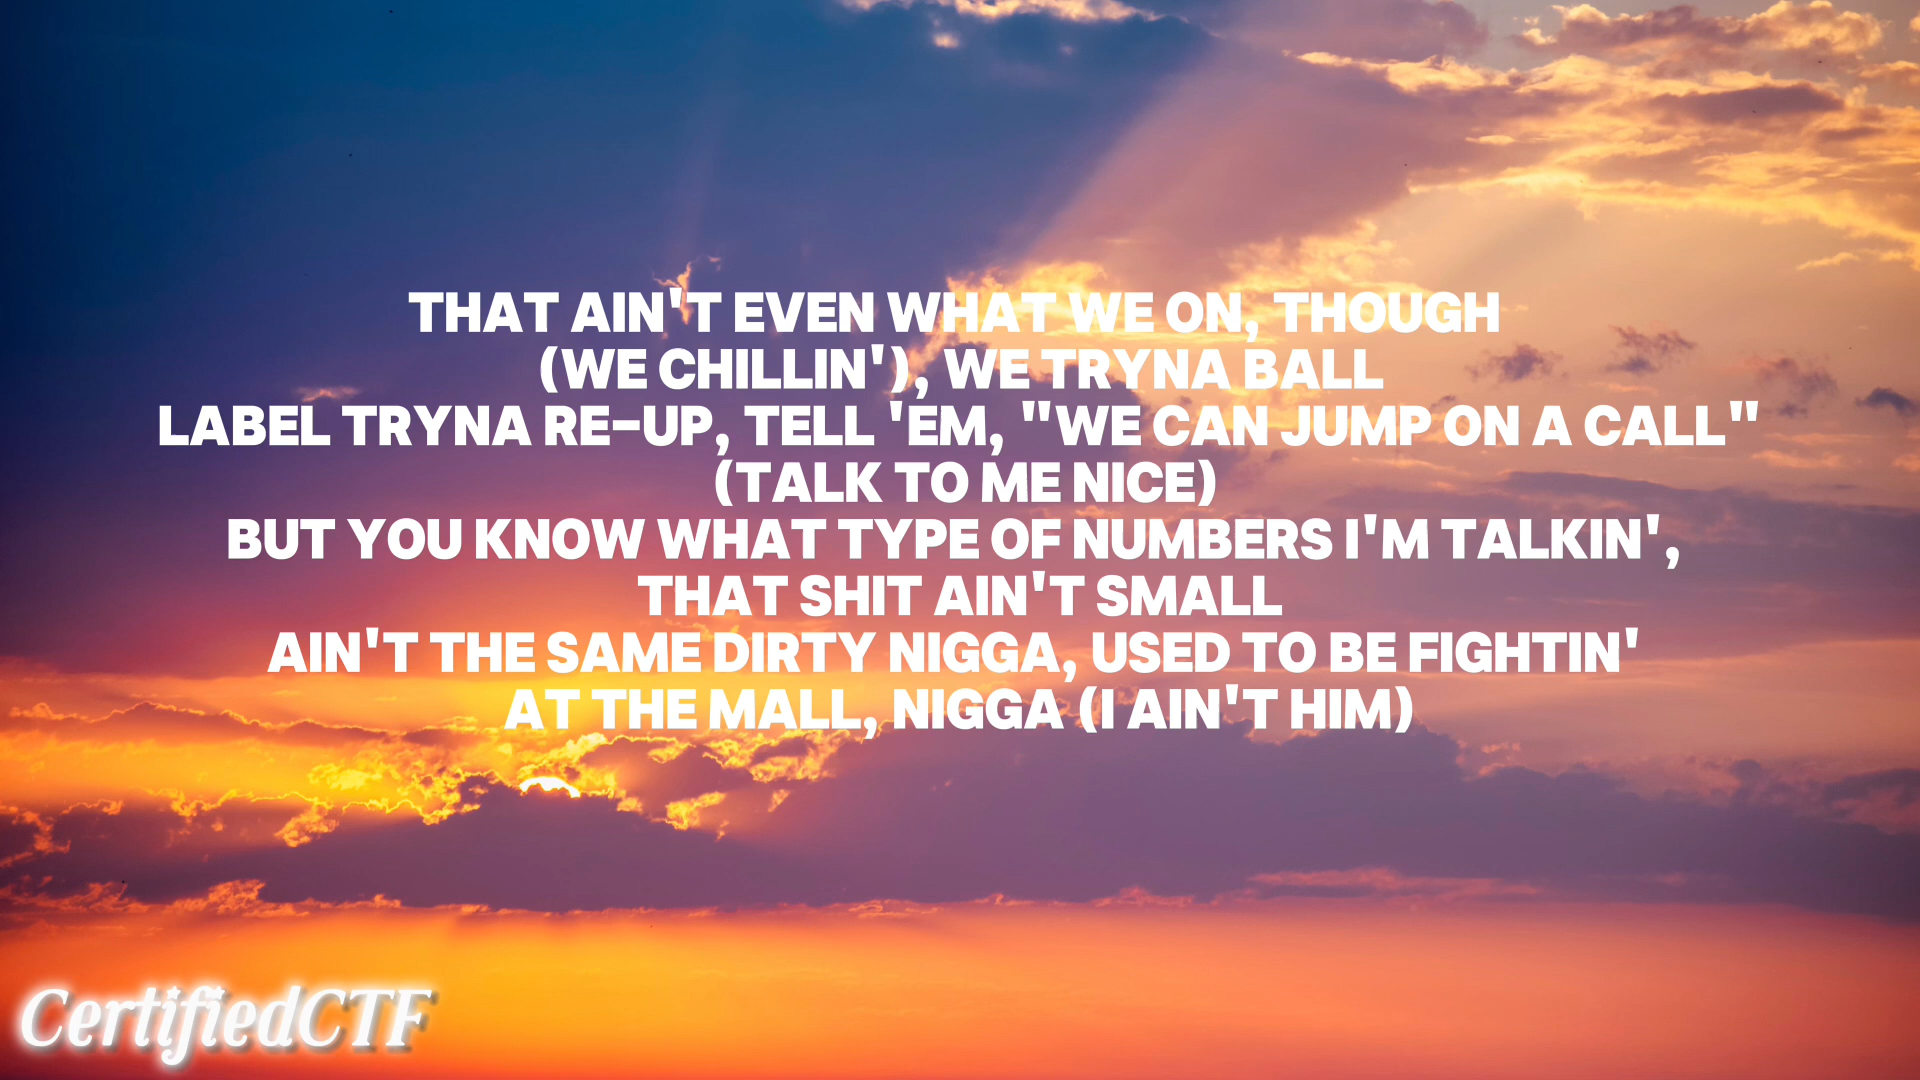 THAT AIN'T EVEN WHAT WE ON, THOUGH
(WE CHILLIN'), WE TRYNA BALL
LABEL TRYNA RE-UP, TELL 'EM, "WE CAN JUMP ON A CALL"
(TALK TO ME NICE)
BUT YOU KNOW WHAT TYPE OF NUMBERS I'M TALKIN',
THAT SHIT AIN'T SMALL
AIN'T THE SAME DIRTY NIGGA, USED TO BE FIGHTIN'
AT THE MALL, NIGGA (I AIN'T HIM)
CertifiedCTF